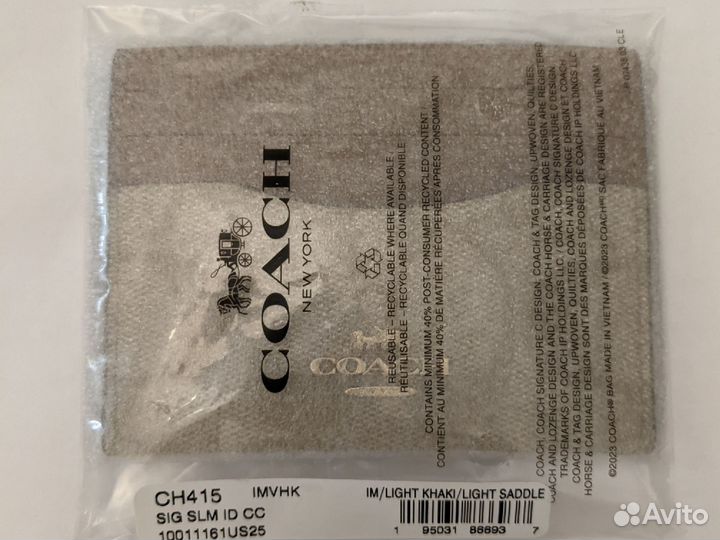 COACH
NEW YORK
REUSABLE – RECYCLABLE WHERE AVAILABLE
RÉUTILISABLE – RECYCLABLE QUAND DISPONIBLE
CONTAINS MINIMUM 40% POST-CONSUMER RECYCLED CONTENT
CONTIENT AU MINIMUM 40% DE MATIÈRE RÉCUPÉRÉES APRÈS CONSOMMATION
COACH, COACH SIGNATURE C DESIGN, COACH & TAG DESIGN, UPWOVEN, QUILTIES,
COACH AND LOZENGE DESIGN AND THE COACH HORSE & CARRIAGE DESIGN ARE REGISTERED
TRADEMARKS OF COACH IP HOLDINGS LLC. / COACH, COACH SIGNATURE C DESIGN,
COACH & TAG DESIGN, UPWOVEN, QUILTIES, COACH AND LOZENGE DESIGN ET COACH
HORSE & CARRIAGE DESIGN SONT DES MARQUES DÉPOSÉES DE COACH IP HOLDINGS LLC
©2023 COACH® BAG MADE IN VIETNAM / ©2023 COACH® SAC FABRIQUÉ AU VIETNAM
COACH
CH415 IMVHK IM/LIGHT KHAKI/LIGHT SADDLE
SIG SLM ID CC
10011161US25
1 95031 86693 7
Avito